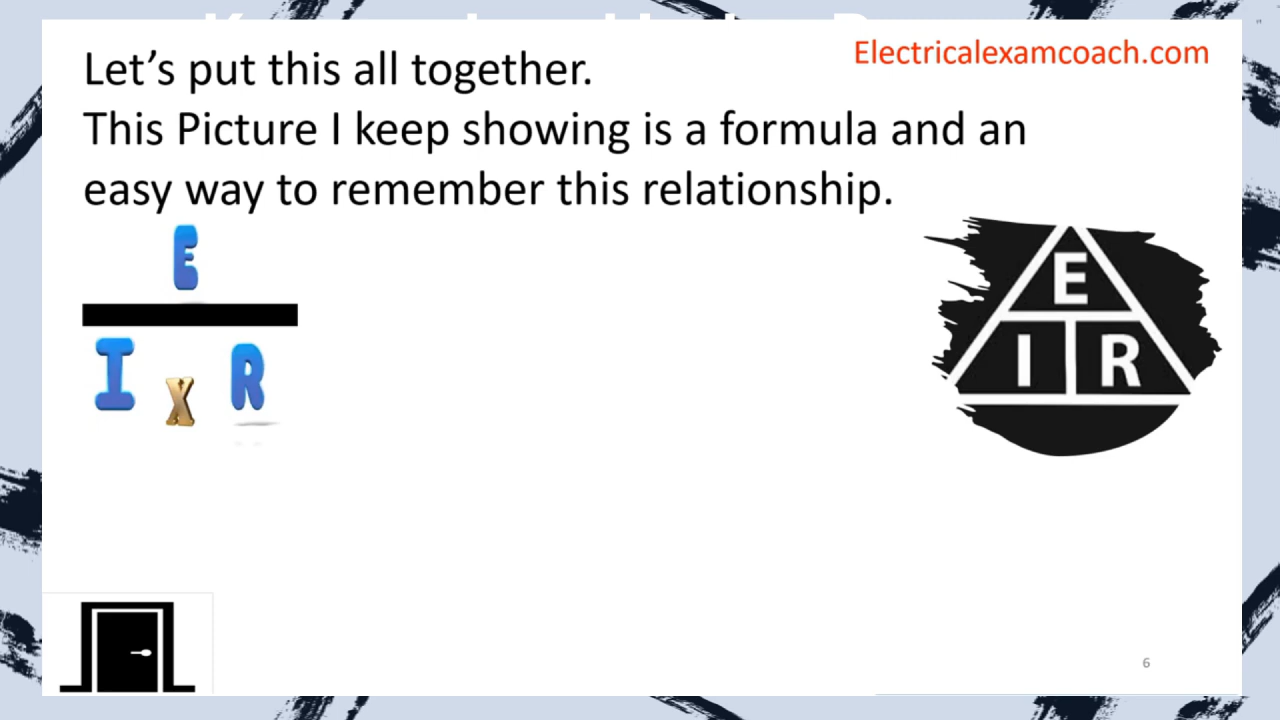 Let's put this all together.
Electricalexamcoach.com
This Picture I keep showing is a formula and an
easy way to remember this relationship.
E
I X R
E
I R
6